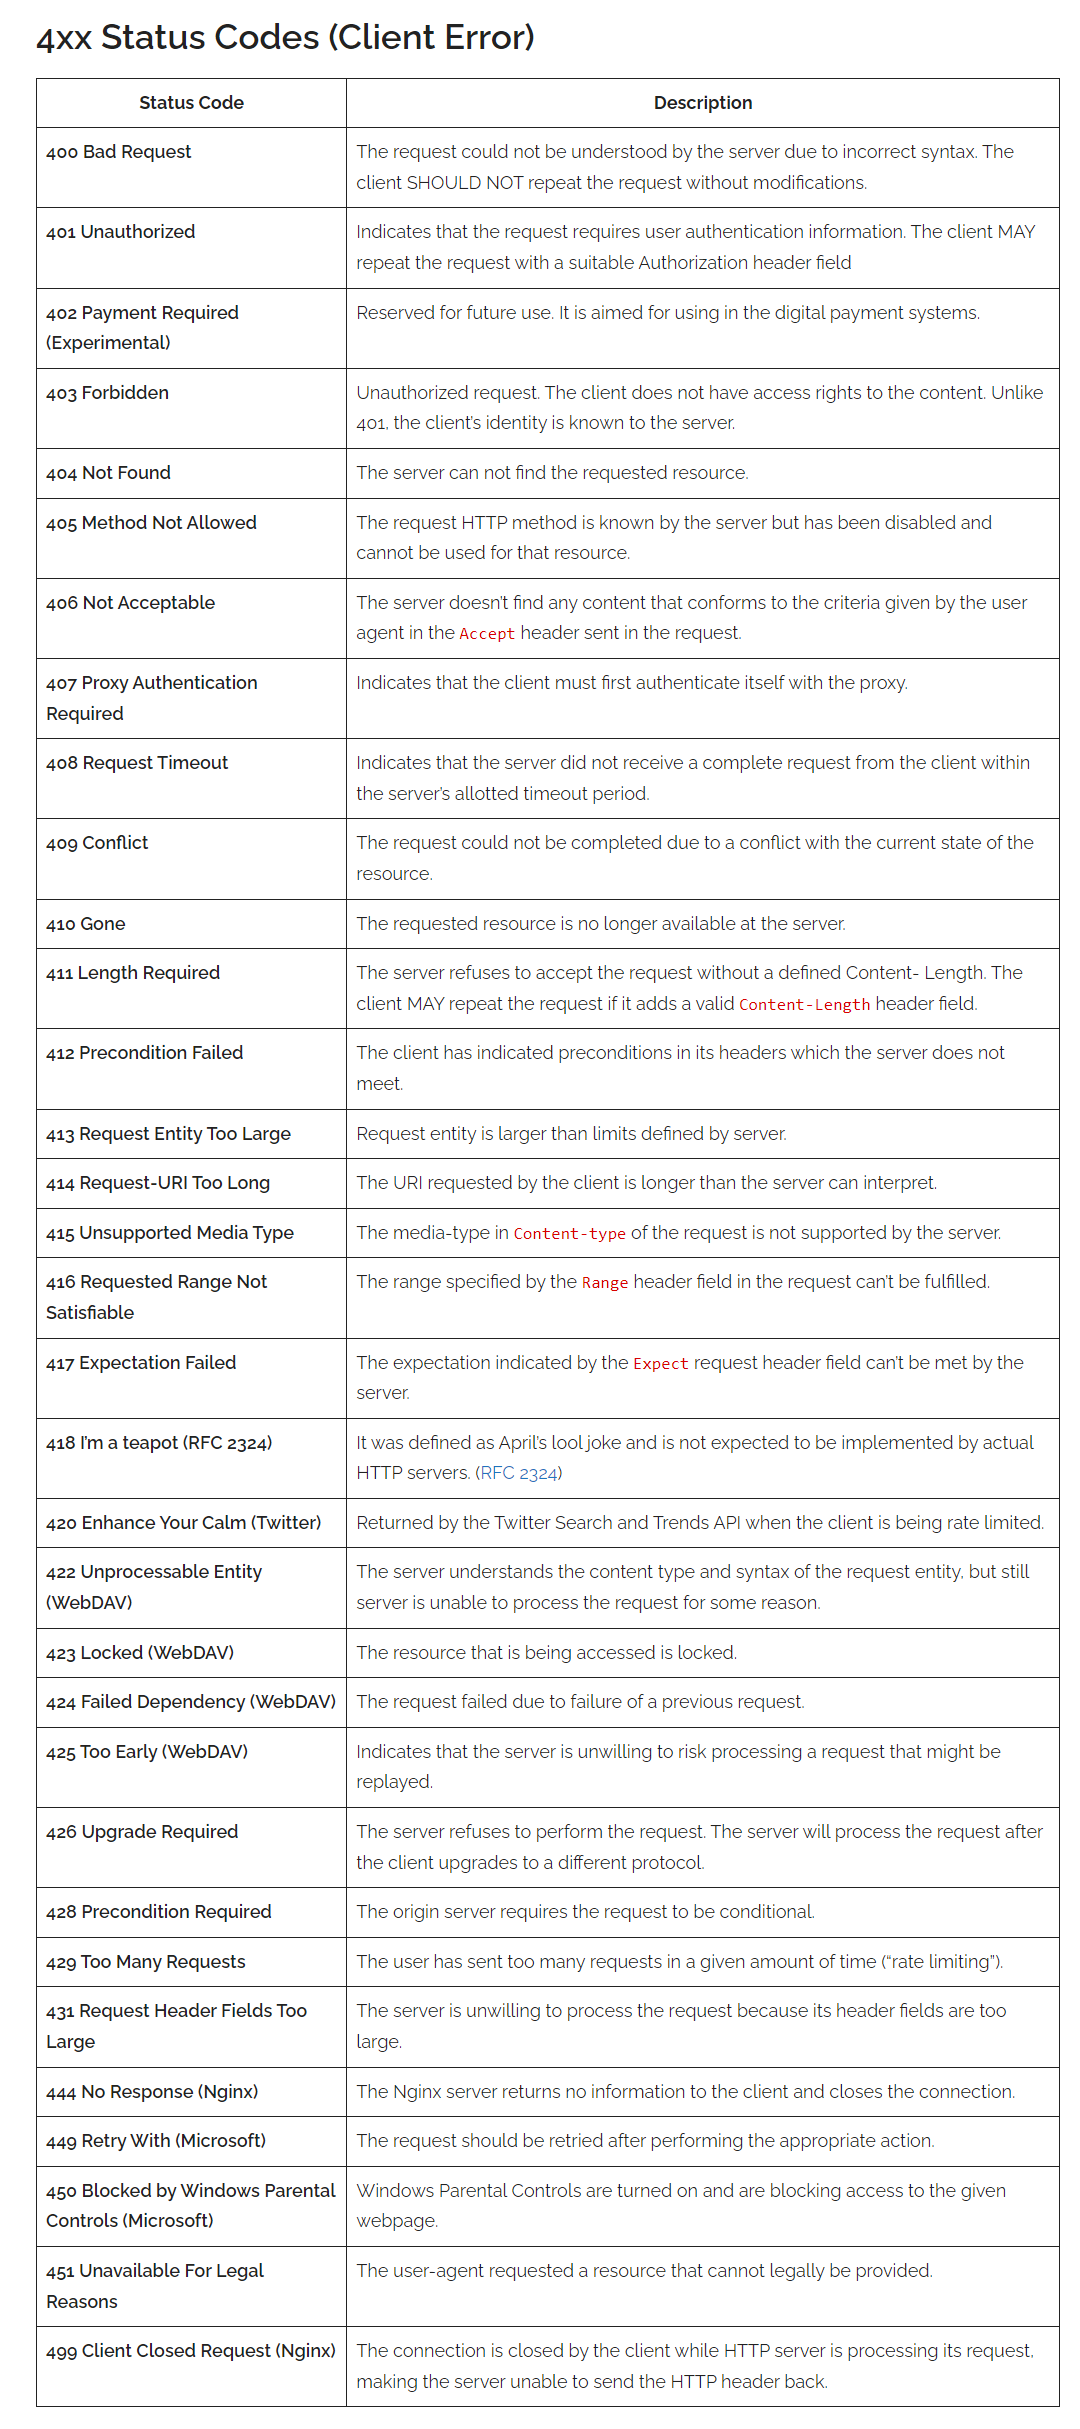 4xx Status Codes (Client Error)
Status Code
Description
400 Bad Request
The request could not be understood by the server due to incorrect syntax. The
client SHOULD NOT repeat the request without modifications.
401 Unauthorized
Indicates that the request requires user authentication information. The client MAY
repeat the request with a suitable Authorization header field
402 Payment Required
(Experimental)
Reserved for future use. It is aimed for using in the digital payment systems.
403 Forbidden
Unauthorized request. The client does not have access rights to the content. Unlike
401, the client’s identity is known to the server.
404 Not Found
The server can not find the requested resource.
405 Method Not Allowed
The request HTTP method is known by the server but has been disabled and
cannot be used for that resource.
406 Not Acceptable
The server doesn’t find any content that conforms to the criteria given by the user
agent in the Accept header sent in the request.
407 Proxy Authentication
Required
Indicates that the client must first authenticate itself with the proxy.
408 Request Timeout
Indicates that the server did not receive a complete request from the client within
the server’s allotted timeout period.
409 Conflict
The request could not be completed due to a conflict with the current state of the
resource.
410 Gone
The requested resource is no longer available at the server.
411 Length Required
The server refuses to accept the request without a defined Content- Length. The
client MAY repeat the request if it adds a valid Content-Length header field.
412 Precondition Failed
The client has indicated preconditions in its headers which the server does not
meet.
413 Request Entity Too Large
Request entity is larger than limits defined by server.
414 Request-URI Too Long
The URI requested by the client is longer than the server can interpret.
415 Unsupported Media Type
The media-type in Content-type of the request is not supported by the server.
416 Requested Range Not
Satisfiable
The range specified by the Range header field in the request can’t be fulfilled.
417 Expectation Failed
The expectation indicated by the Expect request header field can’t be met by the
server.
418 I’m a teapot (RFC 2324)
It was defined as April’s lool joke and is not expected to be implemented by actual
HTTP servers. (RFC 2324)
420 Enhance Your Calm (Twitter)
Returned by the Twitter Search and Trends API when the client is being rate limited.
422 Unprocessable Entity
(WebDAV)
The server understands the content type and syntax of the request entity, but still
server is unable to process the request for some reason.
423 Locked (WebDAV)
The resource that is being accessed is locked.
424 Failed Dependency (WebDAV)
The request failed due to failure of a previous request.
425 Too Early (WebDAV)
Indicates that the server is unwilling to risk processing a request that might be
replayed.
426 Upgrade Required
The server refuses to perform the request. The server will process the request after
the client upgrades to a different protocol.
428 Precondition Required
The origin server requires the request to be conditional.
429 Too Many Requests
The user has sent too many requests in a given amount of time (“rate limiting”).
431 Request Header Fields Too
Large
The server is unwilling to process the request because its header fields are too
large.
444 No Response (Nginx)
The Nginx server returns no information to the client and closes the connection.
449 Retry With (Microsoft)
The request should be retried after performing the appropriate action.
450 Blocked by Windows Parental
Controls (Microsoft)
Windows Parental Controls are turned on and are blocking access to the given
webpage.
451 Unavailable For Legal
Reasons
The user-agent requested a resource that cannot legally be provided.
499 Client Closed Request (Nginx)
The connection is closed by the client while HTTP server is processing its request,
making the server unable to send the HTTP header back.